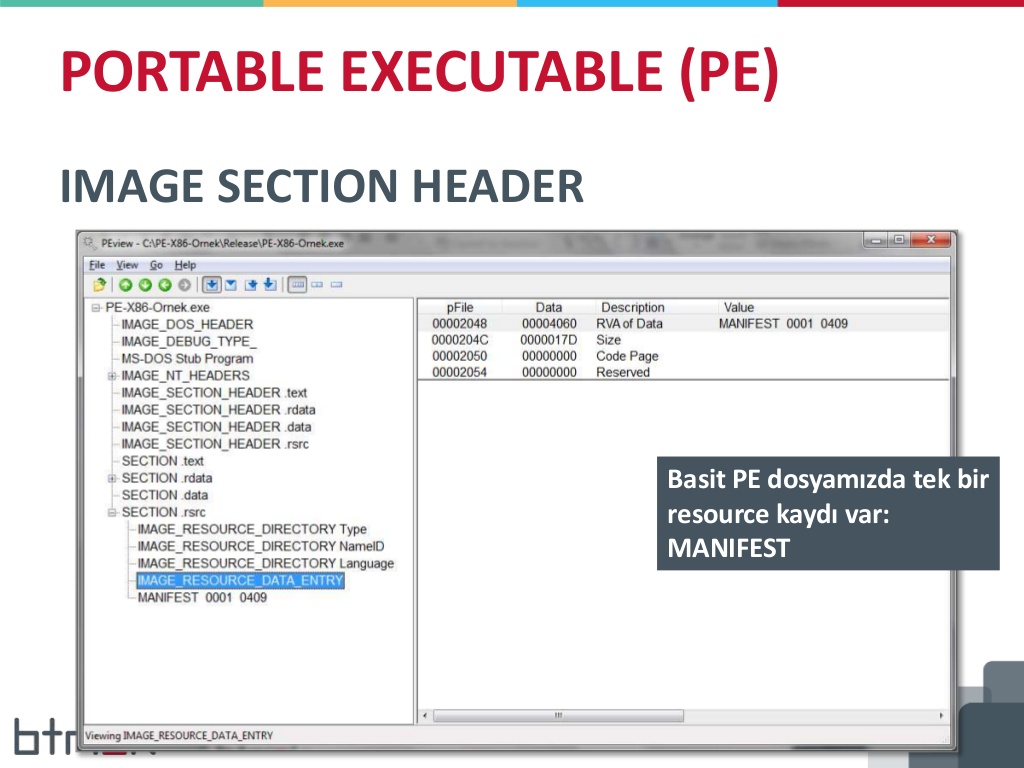 PORTABLE EXECUTABLE (PE)
IMAGE SECTION HEADER
PEview - C:\PE-X86-Ornek\Release\PE-X86-Ornek.exe
File View Go Help
PE-X86-Ornek.exe
IMAGE_DOS_HEADER
IMAGE_DEBUG_TYPE_
MS-DOS Stub Program
IMAGE_NT_HEADERS
IMAGE_SECTION_HEADER .text
IMAGE_SECTION_HEADER .rdata
IMAGE_SECTION_HEADER .data
IMAGE_SECTION_HEADER .rsrc
SECTION .text
SECTION .rdata
SECTION .data
SECTION .rsrc
IMAGE_RESOURCE_DIRECTORY Type
IMAGE_RESOURCE_DIRECTORY NameID
IMAGE_RESOURCE_DIRECTORY Language
IMAGE_RESOURCE_DATA_ENTRY
MANIFEST 0001 0409
pFile Data Description Value
00002048 00004060 RVA of Data MANIFEST 0001 0409
0000204C 0000017D Size
00002050 00000000 Code Page
00002054 00000000 Reserved
Basit PE dosyamızda tek bir
resource kaydı var:
MANIFEST
Viewing IMAGE_RESOURCE_DATA_ENTRY